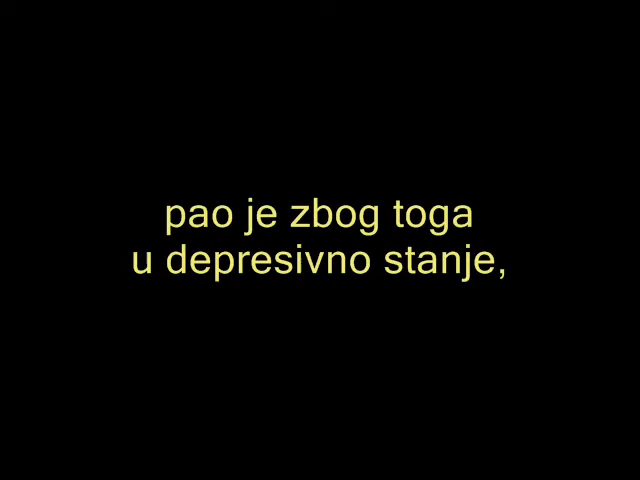 pao je zbog toga
u depresivno stanje,